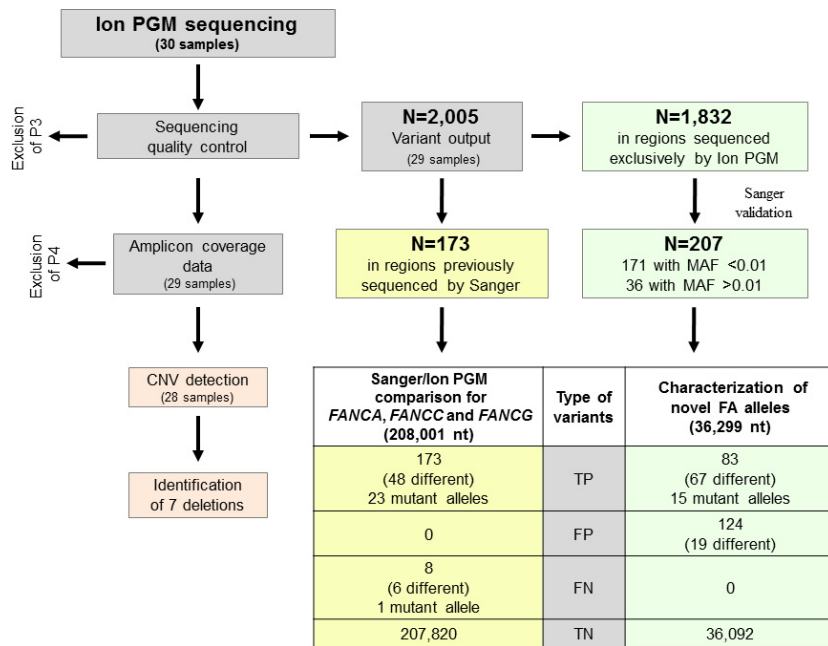 Ion PGM sequencing
(30 samples)
Exclusion
of P3
Sequencing
quality control
N=2,005
Variant output
(29 samples)
N=1,832
in regions sequenced
exclusively by Ion PGM
Sanger
validation
Exclusion
of P4
Amplicon coverage
data
(29 samples)
N=173
in regions previously
sequenced by Sanger
N=207
171 with MAF <0.01
36 with MAF >0.01
CNV detection
(28 samples)
Identification
of 7 deletions
Sanger/Ion PGM
comparison for
FANCA, FANCC and FANCG
(208,001 nt)
Type of
variants
Characterization of
novel FA alleles
(36,299 nt)
173
(48 different)
23 mutant alleles
TP
83
(67 different)
15 mutant alleles
0
FP
124
(19 different)
8
(6 different)
1 mutant allele
FN
0
207,820
TN
36,092